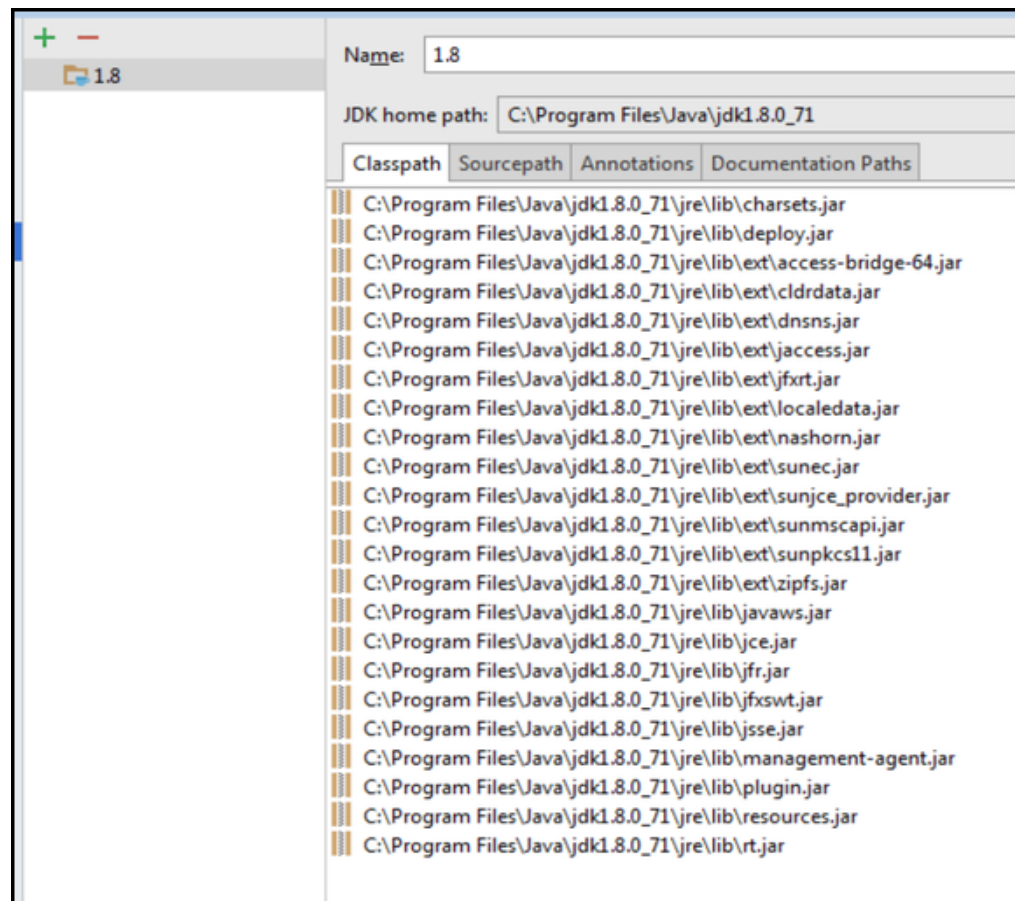 1.8
Name: 1.8
JDK home path: C:\Program Files\Java\jdk1.8.0_71
Classpath Sourcepath Annotations Documentation Paths
C:\Program Files\Java\jdk1.8.0_71\jre\lib\charsets.jar
C:\Program Files\Java\jdk1.8.0_71\jre\lib\deploy.jar
C:\Program Files\Java\jdk1.8.0_71\jre\lib\ext\access-bridge-64.jar
C:\Program Files\Java\jdk1.8.0_71\jre\lib\ext\cldrdata.jar
C:\Program Files\Java\jdk1.8.0_71\jre\lib\ext\dnsns.jar
C:\Program Files\Java\jdk1.8.0_71\jre\lib\ext\jaccess.jar
C:\Program Files\Java\jdk1.8.0_71\jre\lib\ext\jfxrt.jar
C:\Program Files\Java\jdk1.8.0_71\jre\lib\ext\localedata.jar
C:\Program Files\Java\jdk1.8.0_71\jre\lib\ext\nashorn.jar
C:\Program Files\Java\jdk1.8.0_71\jre\lib\ext\sunec.jar
C:\Program Files\Java\jdk1.8.0_71\jre\lib\ext\sunjce_provider.jar
C:\Program Files\Java\jdk1.8.0_71\jre\lib\ext\sunmscapi.jar
C:\Program Files\Java\jdk1.8.0_71\jre\lib\ext\sunpkcs11.jar
C:\Program Files\Java\jdk1.8.0_71\jre\lib\ext\zipfs.jar
C:\Program Files\Java\jdk1.8.0_71\jre\lib\javaws.jar
C:\Program Files\Java\jdk1.8.0_71\jre\lib\jce.jar
C:\Program Files\Java\jdk1.8.0_71\jre\lib\jfr.jar
C:\Program Files\Java\jdk1.8.0_71\jre\lib\jfxswt.jar
C:\Program Files\Java\jdk1.8.0_71\jre\lib\jsse.jar
C:\Program Files\Java\jdk1.8.0_71\jre\lib\management-agent.jar
C:\Program Files\Java\jdk1.8.0_71\jre\lib\plugin.jar
C:\Program Files\Java\jdk1.8.0_71\jre\lib\resources.jar
C:\Program Files\Java\jdk1.8.0_71\jre\lib\rt.jar